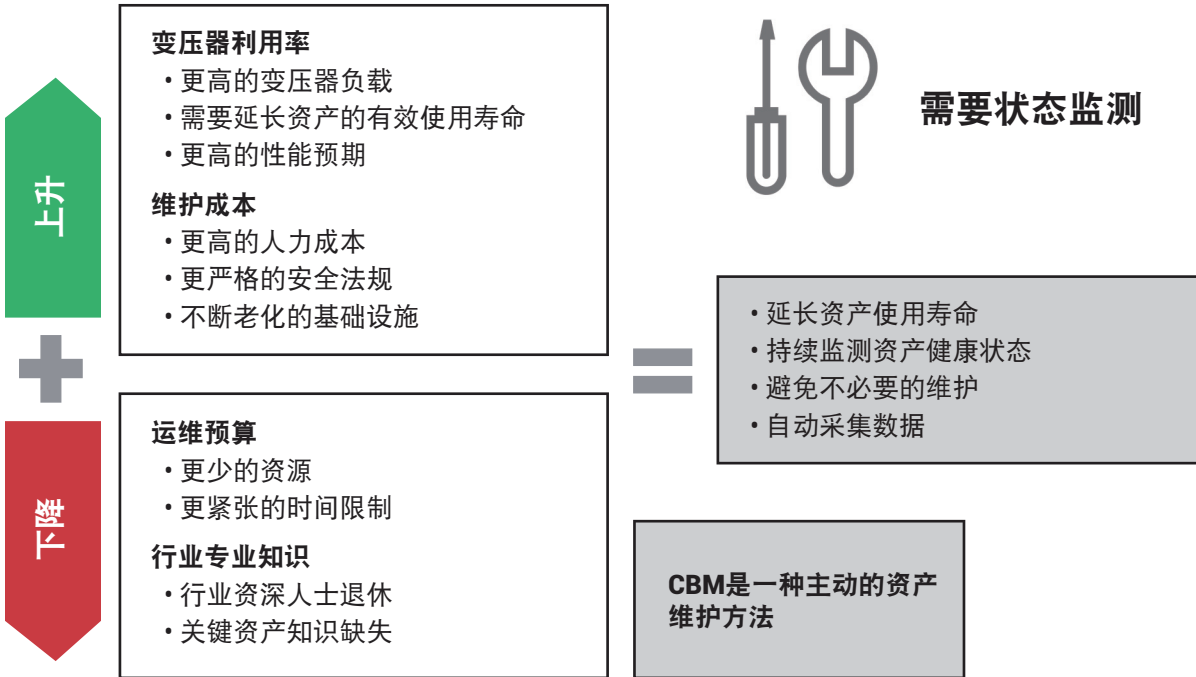 上升
变压器利用率
• 更高的变压器负载
• 需要延长资产的有效使用寿命
• 更高的性能预期
维护成本
• 更高的人力成本
• 更严格的安全法规
• 不断老化的基础设施
下降
运维预算
• 更少的资源
• 更紧张的时间限制
行业专业知识
• 行业资深人士退休
• 关键资产知识缺失
需要状态监测
• 延长资产使用寿命
• 持续监测资产健康状态
• 避免不必要的维护
• 自动采集数据
CBM是一种主动的资产
维护方法